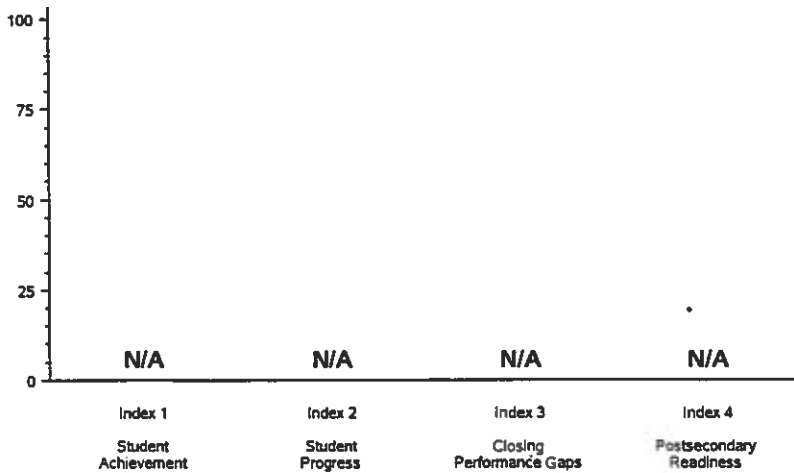 100
75
50
25
0
N/A N/A N/A N/A
Index 1 Index 2 Index 3 Index 4
Student Student Closing Postsecondary
Achievement Progress Performance Gaps Readiness